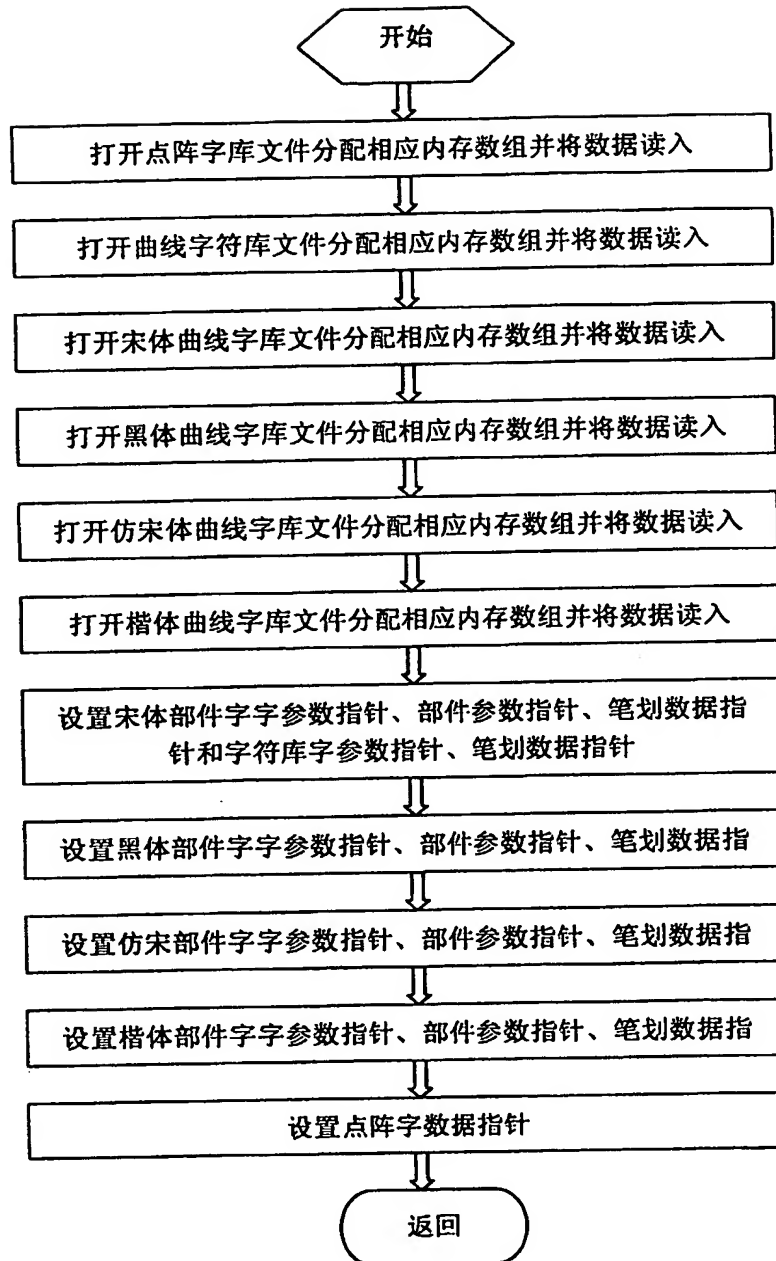 开始
打开点阵字库文件分配相应内存数组并将数据读入
打开曲线字符库文件分配相应内存数组并将数据读入
打开宋体曲线字库文件分配相应内存数组并将数据读入
打开黑体曲线字库文件分配相应内存数组并将数据读入
打开仿宋体曲线字库文件分配相应内存数组并将数据读入
打开楷体曲线字库文件分配相应内存数组并将数据读入
设置宋体部件字字参数指针、部件参数指针、笔划数据指
针和字符库字参数指针、笔划数据指针
设置黑体部件字字参数指针、部件参数指针、笔划数据指
设置仿宋部件字字参数指针、部件参数指针、笔划数据指
设置楷体部件字字参数指针、部件参数指针、笔划数据指
设置点阵字数据指针
返回